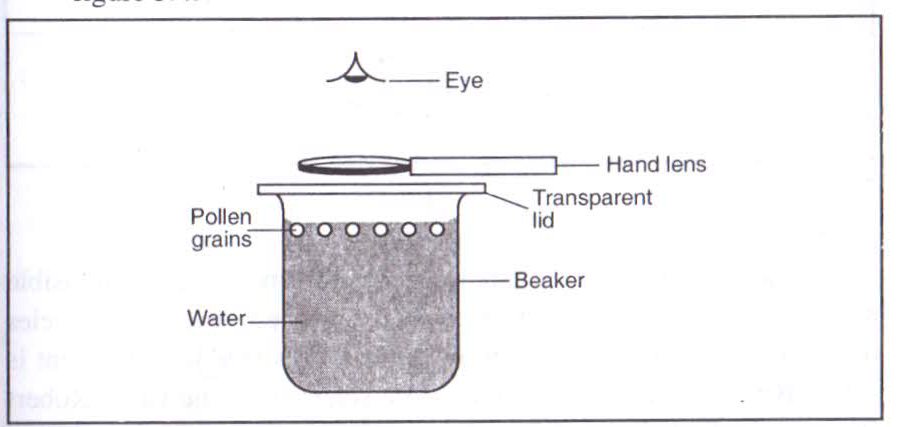 Eye
Hand lens
Transparent
lid
Pollen
grains
Beaker
Water